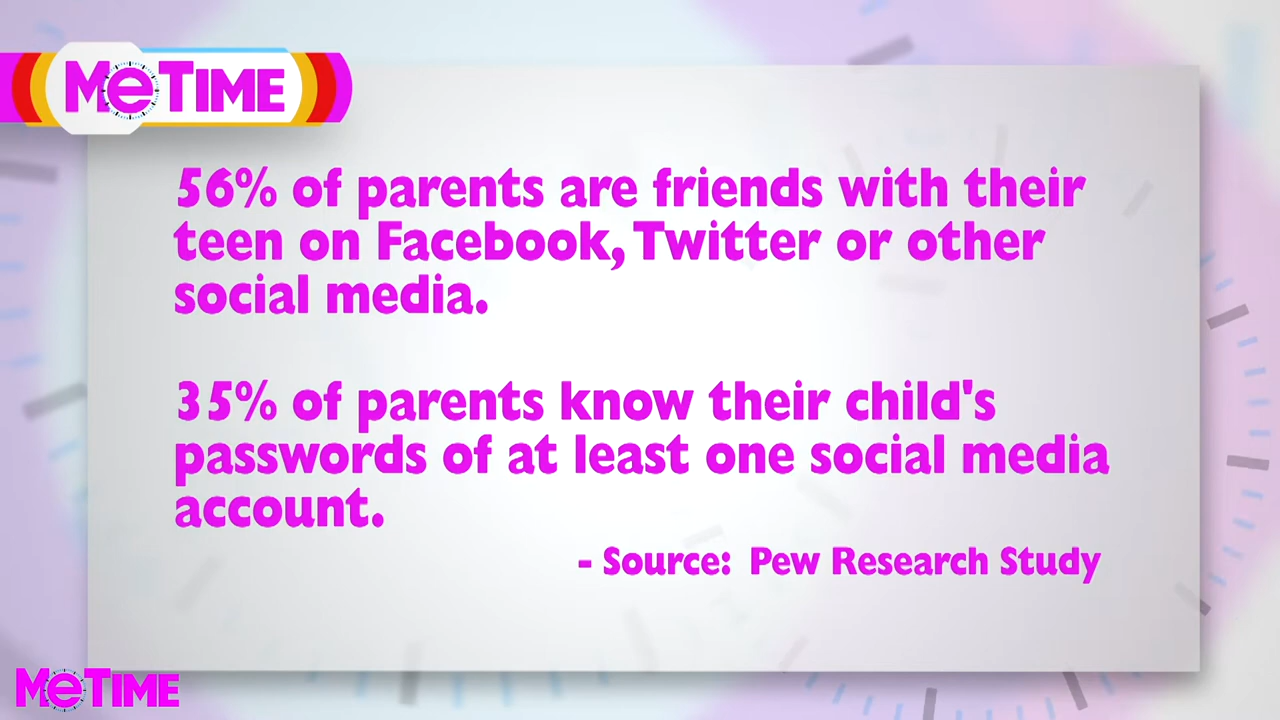 MeTIME
56% of parents are friends with their
teen on Facebook, Twitter or other
social media.
35% of parents know their child's
passwords of at least one social media
account.
- Source: Pew Research Study
MeTIME